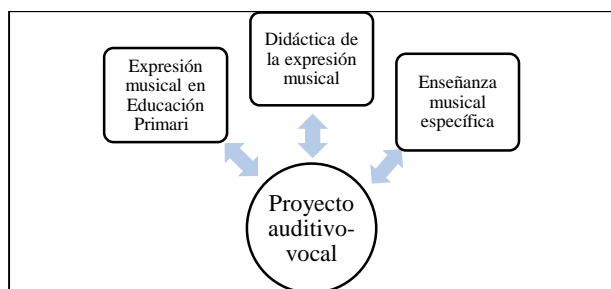 Expresión
musical en
Educación
Primari
Didáctica de
la expresión
musical
Enseñanza
musical
específica
Proyecto
auditivo-
vocal